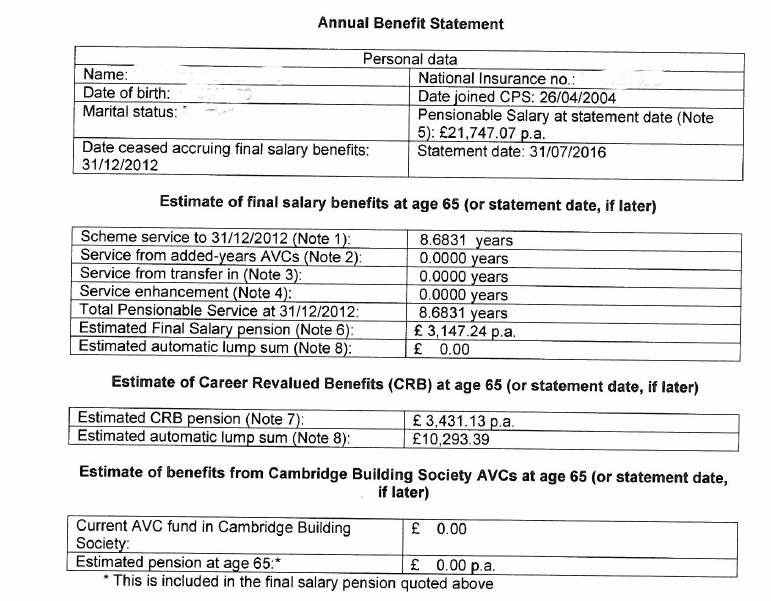 Annual Benefit Statement
Personal data
Name:
National Insurance no.:
Date of birth:
Date joined CPS: 26/04/2004
Marital status:
Pensionable Salary at statement date (Note
5): £21,747.07 p.a.
Date ceased accruing final salary benefits:
31/12/2012
Statement date: 31/07/2016
Estimate of final salary benefits at age 65 (or statement date, if later)
Scheme service to 31/12/2012 (Note 1): 8.6831 years
Service from added-years AVCs (Note 2): 0.0000 years
Service from transfer in (Note 3): 0.0000 years
Service enhancement (Note 4): 0.0000 years
Total Pensionable Service at 31/12/2012: 8.6831 years
Estimated Final Salary pension (Note 6): £ 3,147.24 p.a.
Estimated automatic lump sum (Note 8): £ 0.00
Estimate of Career Revalued Benefits (CRB) at age 65 (or statement date, if later)
Estimated CRB pension (Note 7): £ 3,431.13 p.a.
Estimated automatic lump sum (Note 8): £10,293.39
Estimate of benefits from Cambridge Building Society AVCs at age 65 (or statement date,
if later)
Current AVC fund in Cambridge Building £ 0.00
Society:
Estimated pension at age 65:* £ 0.00 p.a.
* This is included in the final salary pension quoted above